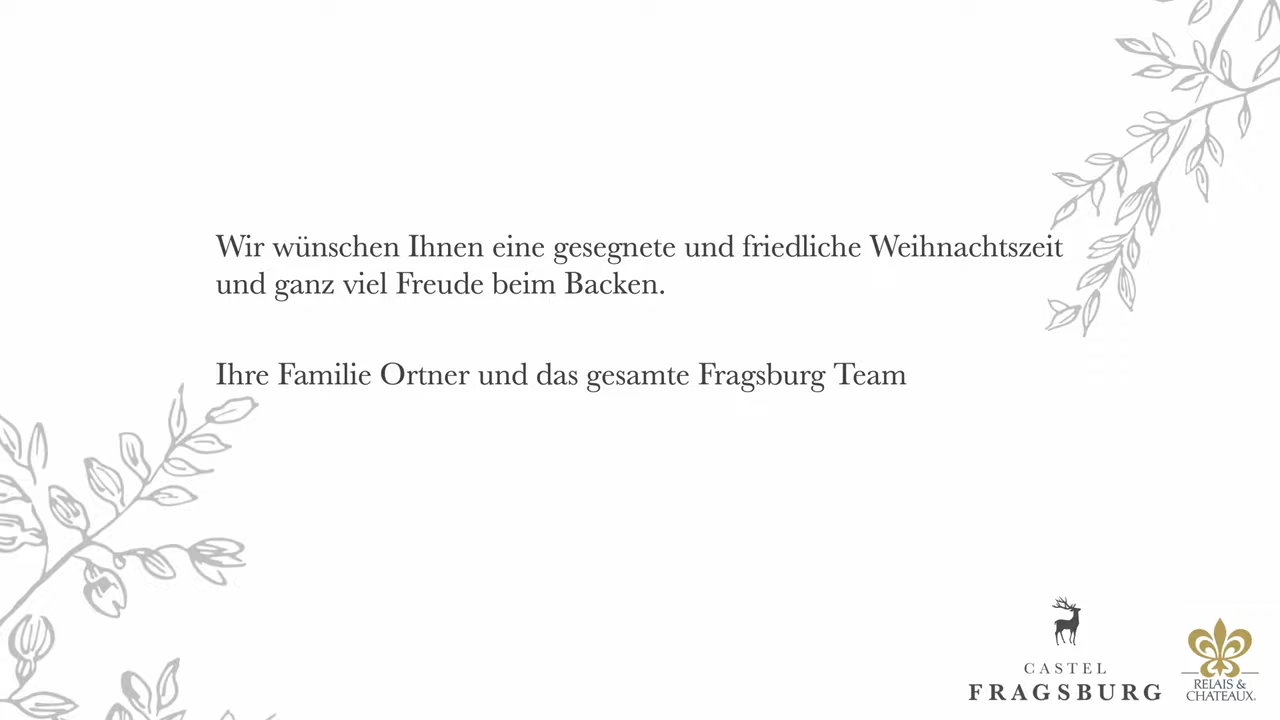 Wir wünschen Ihnen eine gesegnete und friedliche Weihnachtszeit
und ganz viel Freude beim Backen.
Ihre Familie Ortner und das gesamte Fragsburg Team
CASTEL
FRAGSBURG
RELAIS &
CHATEAUX